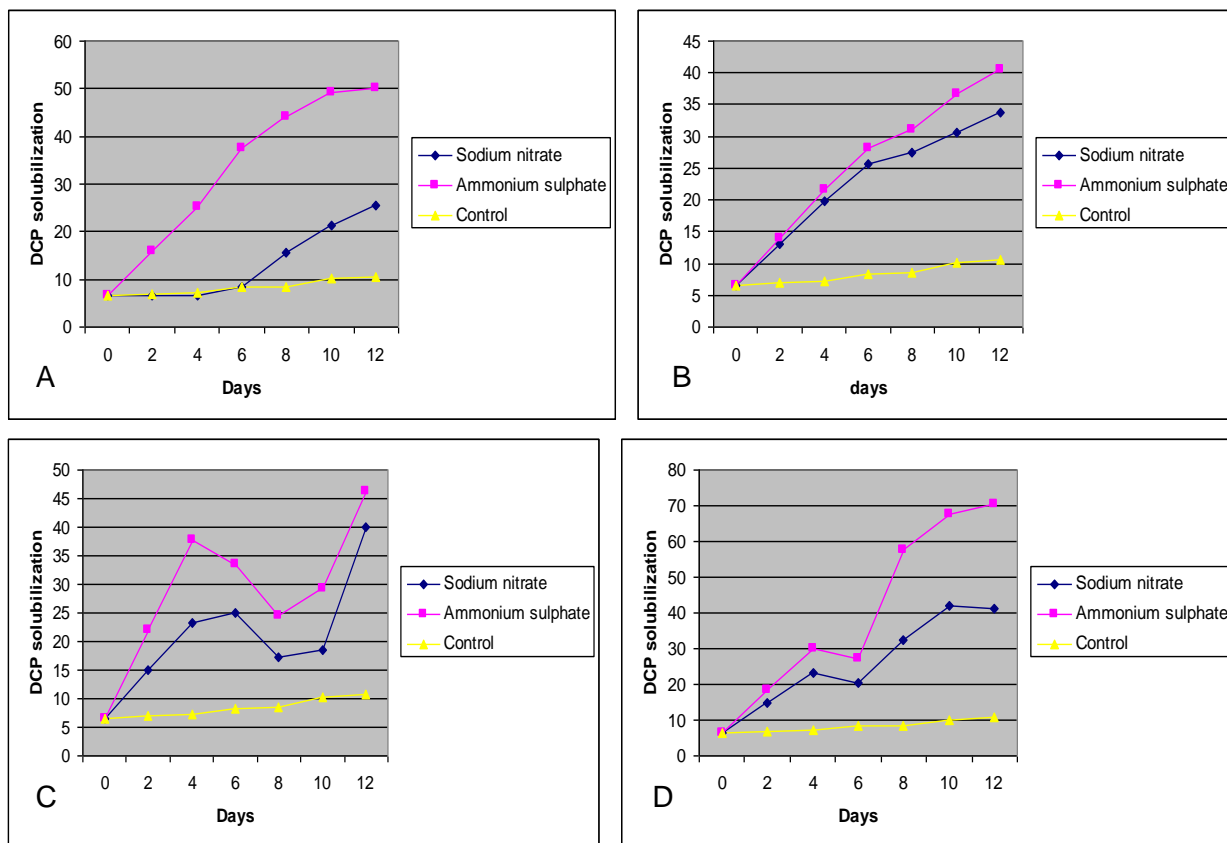 60
50
40
30
20
10
0
DCP solubilization
0 2 4 6 8 10 12
Days
A
Sodium nitrate
Ammonium sulphate
Control
45
40
35
30
25
20
15
10
5
0
DCP solubilization
0 2 4 6 8 10 12
days
B
Sodium nitrate
Ammonium sulphate
Control
50
45
40
35
30
25
20
15
10
5
0
DCP solubilization
0 2 4 6 8 10 12
Days
C
Sodium nitrate
Ammonium sulphate
Control
80
70
60
50
40
30
20
10
0
DCP solubilization
0 2 4 6 8 10 12
Days
D
Sodium nitrate
Ammonium sulphate
Control